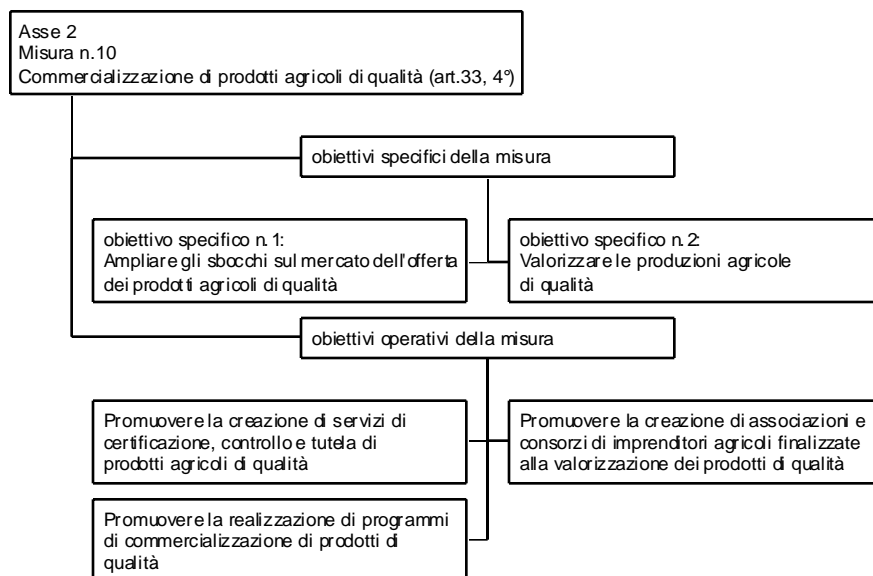 Asse 2
Misura n.10
Commercializzazione di prodotti agricoli di qualità (art.33, 4°)
obiettivi specifici della misura
obiettivo specifico n.1:
Ampliare gli sbocchi sul mercato dell'offerta
dei prodotti agricoli di qualità
obiettivo specifico n.2:
Valorizzare le produzioni agricole
di qualità
obiettivi operativi della misura
Promuovere la creazione di servizi di
certificazione, controllo e tutela di
prodotti agricoli di qualità
Promuovere la creazione di associazioni e
consorzi di imprenditori agricoli finalizzate
alla valorizzazione dei prodotti di qualità
Promuovere la realizzazione di programmi
di commercializzazione di prodotti di
qualità